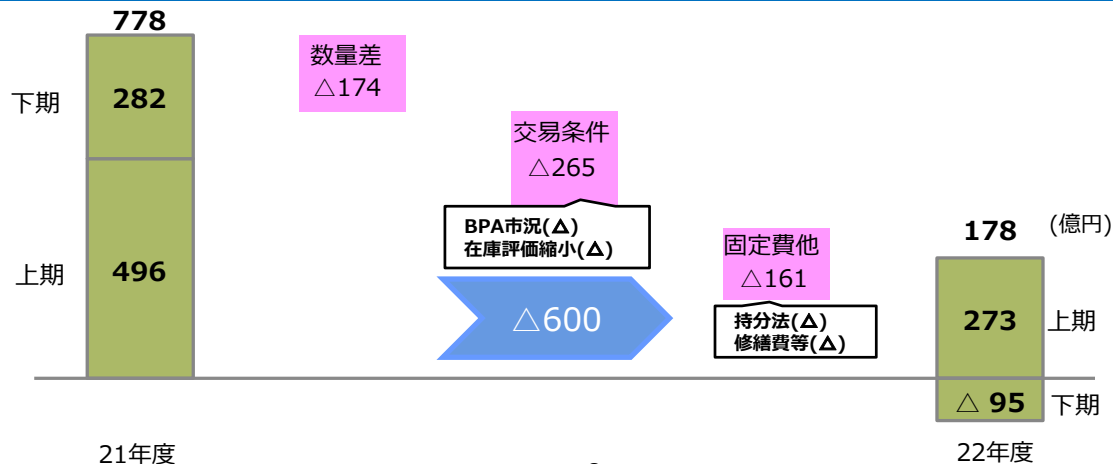 778
下期
282
上期
496
21年度
数量差
△174
交易条件
△265
BPA市況(△)
在庫評価縮小(△)
△600
固定費他
△161
持分法(△)
修繕費等(△)
(億円)
178
273
上期
△ 95
下期
22年度